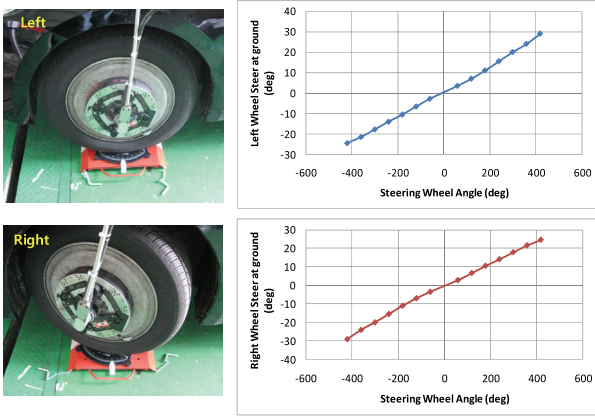 Left
Left Wheel Steer at ground
(deg)
40
30
20
10
0
-10
-20
-30
-600 -400 -200 0 200 400 600
Steering Wheel Angle (deg)
Right
Right Wheel Steer at ground
(deg)
30
20
10
0
-10
-20
-30
-40
-600 -400 -200 0 200 400 600
Steering Wheel Angle (deg)